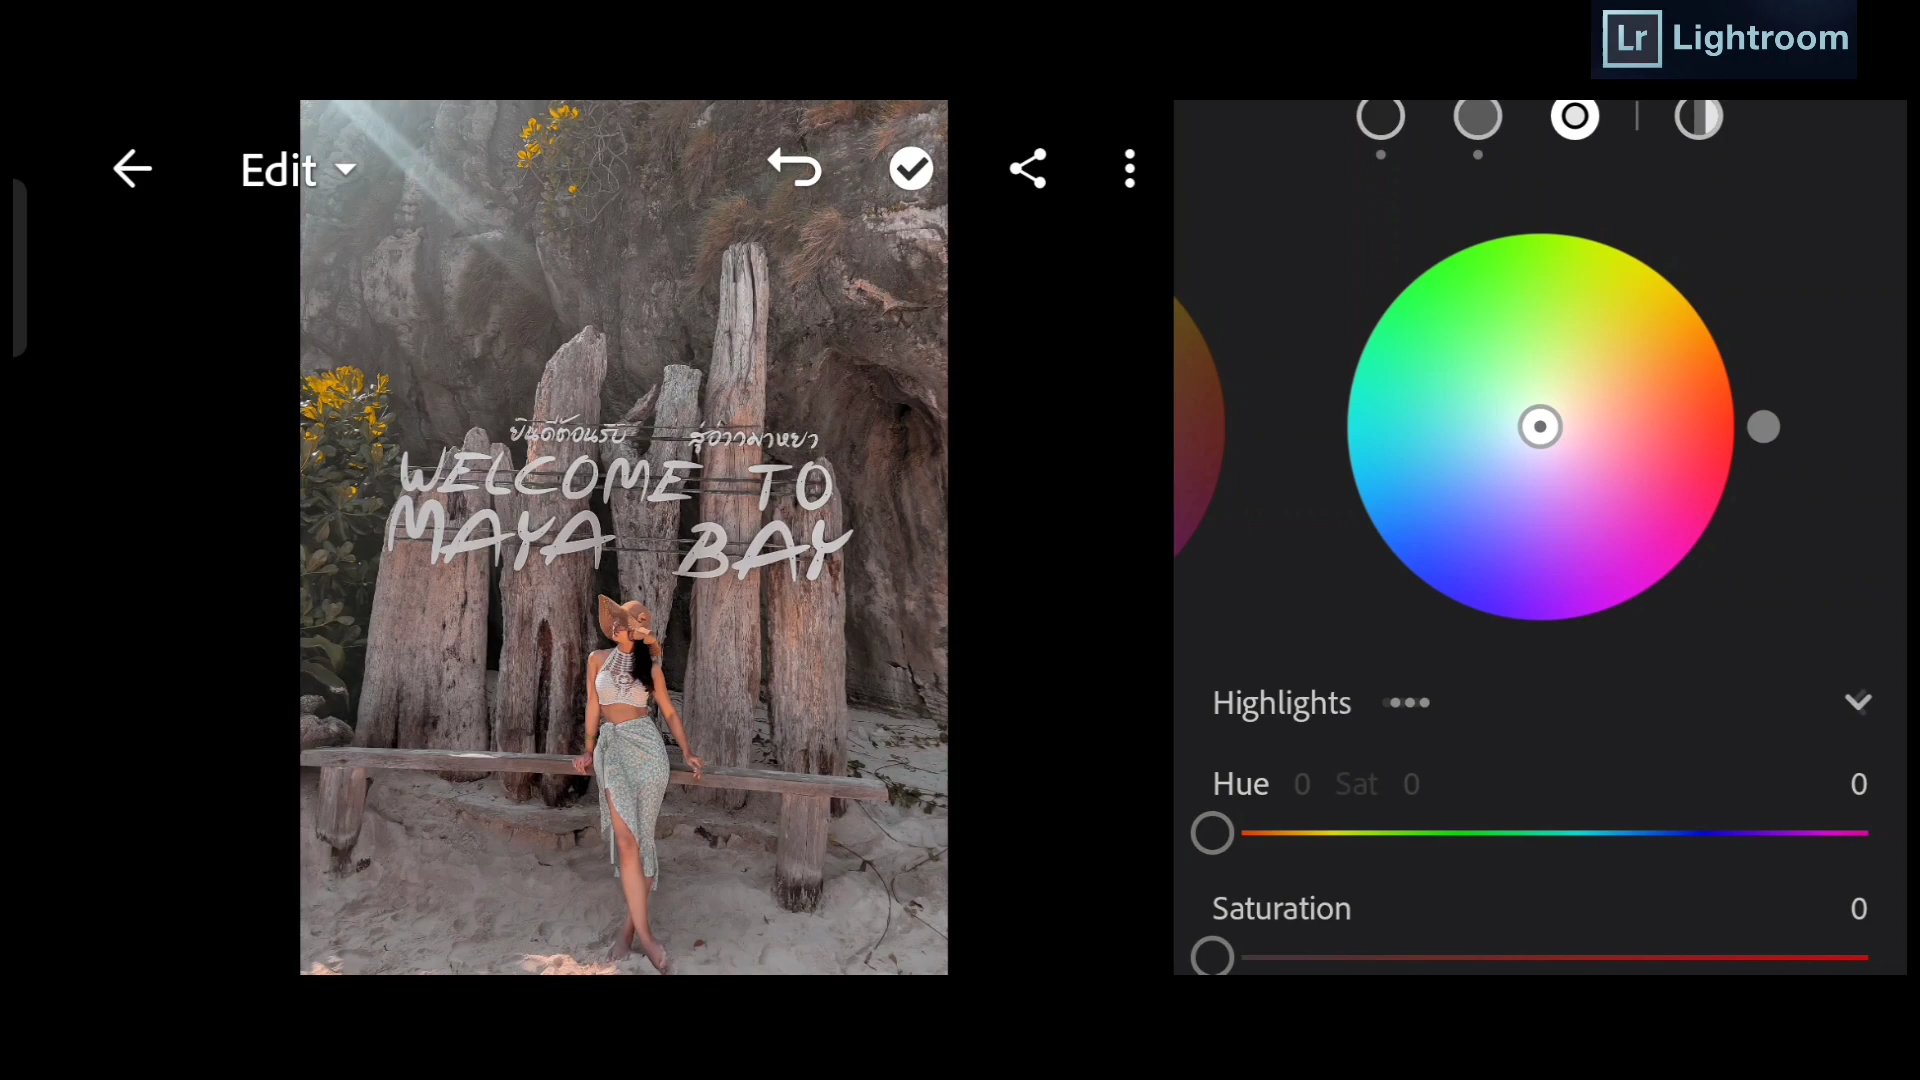 Lr Lightroom
Edit
ยินดีต้อนรับ สู่อ่าวมาหยา
WELCOME TO
MAYA BAY
Highlights
Hue 0 Sat 0 0
Saturation 0